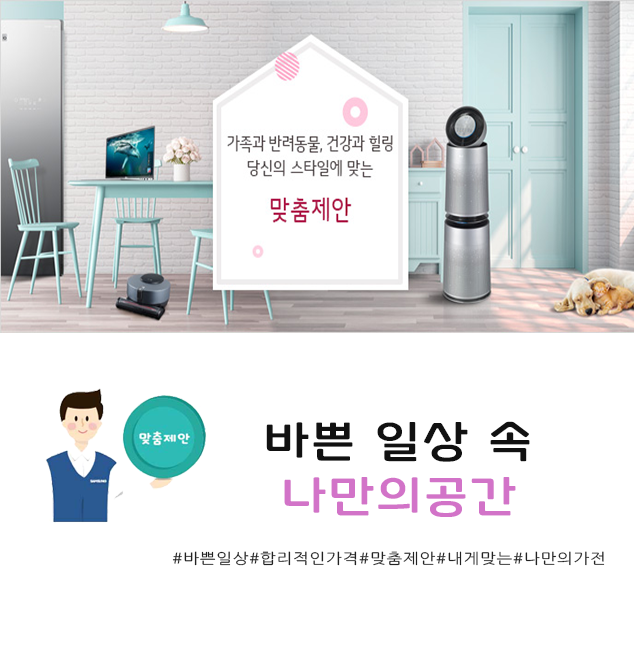 가족과 반려동물, 건강과 힐링
당신의 스타일에 맞는
맞춤제안
맞춤제안
바쁜 일상 속
나만의공간
#바쁜일상#합리적인가격#맞춤제안#내게맞는#나만의가전